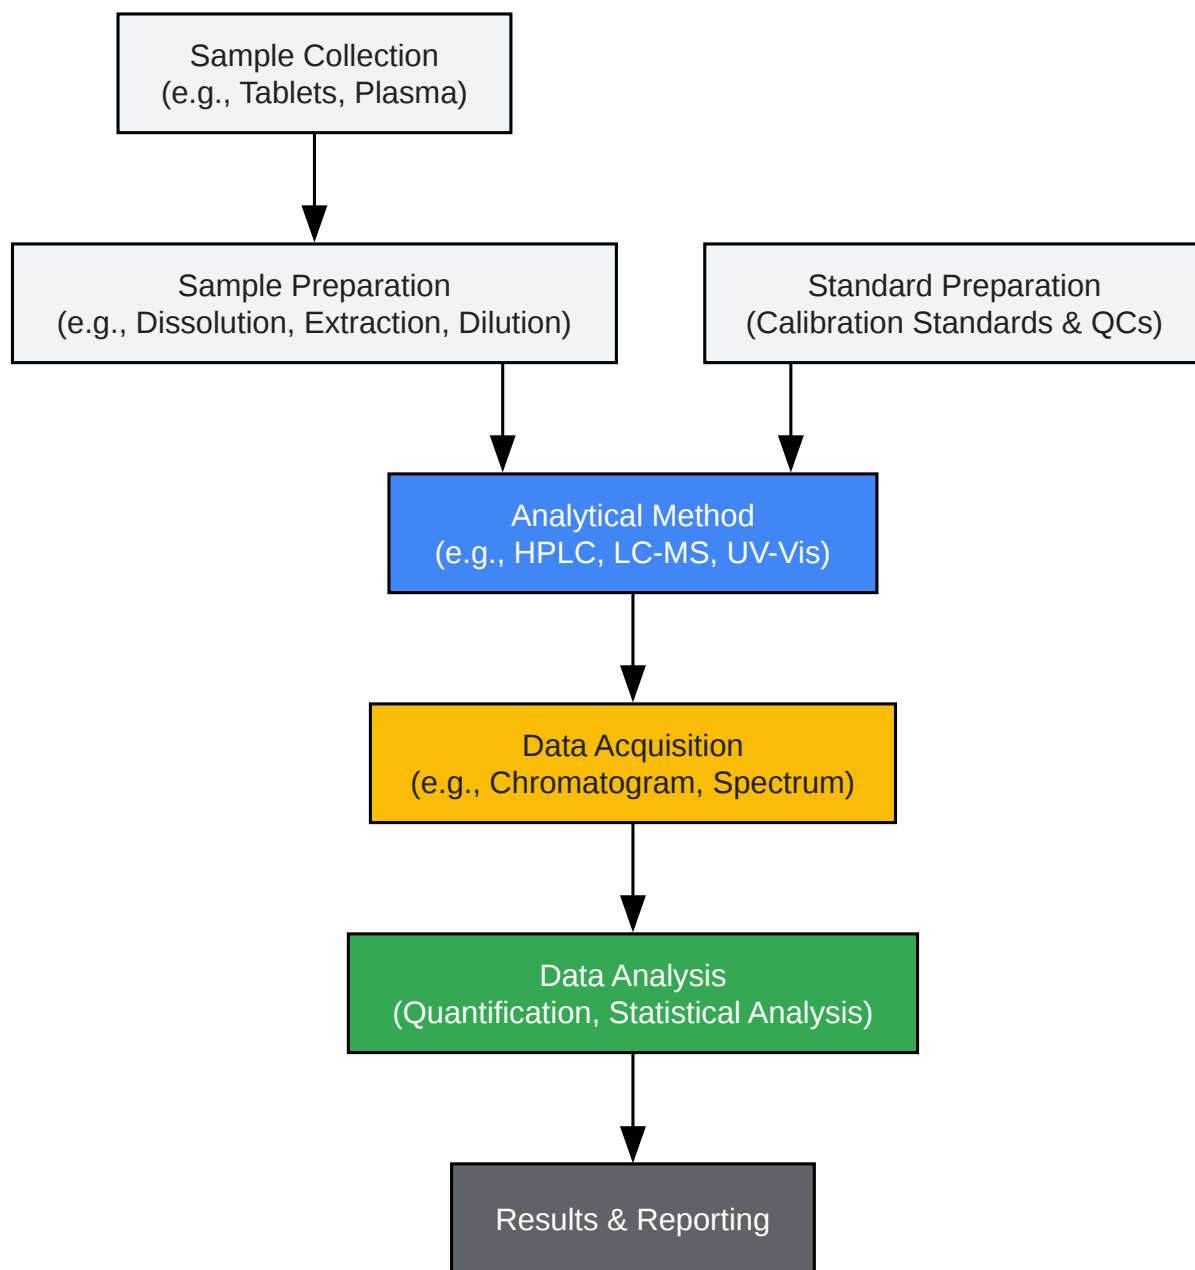 Sample Collection
(e.g., Tablets, Plasma)
Sample Preparation
(e.g., Dissolution, Extraction, Dilution)
Standard Preparation
(Calibration Standards & QCs)
Analytical Method
(e.g., HPLC, LC-MS, UV-Vis)
Data Acquisition
(e.g., Chromatogram, Spectrum)
Data Analysis
(Quantification, Statistical Analysis)
Results & Reporting